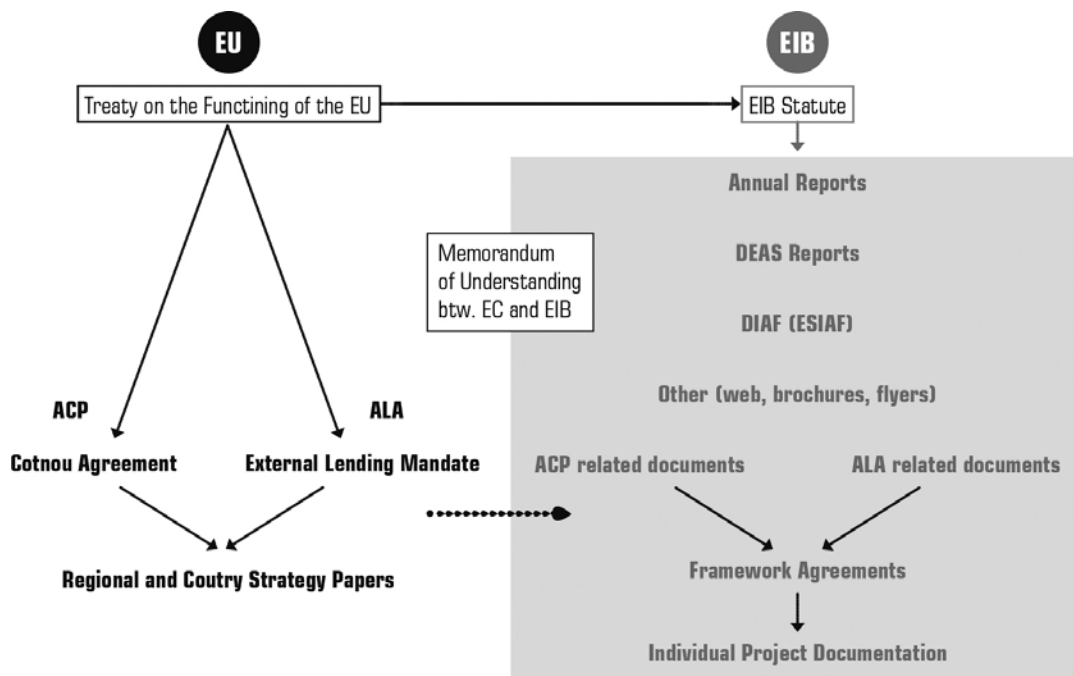 EU
EIB
Treaty on the Functining of the EU
EIB Statute
Annual Reports
Memorandum
of Understanding
btw. EC and EIB
DEAS Reports
DIAF (ESIAF)
Other (web, brochures, flyers)
ACP
ALA
Cotnou Agreement
External Lending Mandate
ACP related documents
ALA related documents
Regional and Coutry Strategy Papers
Framework Agreements
Individual Project Documentation